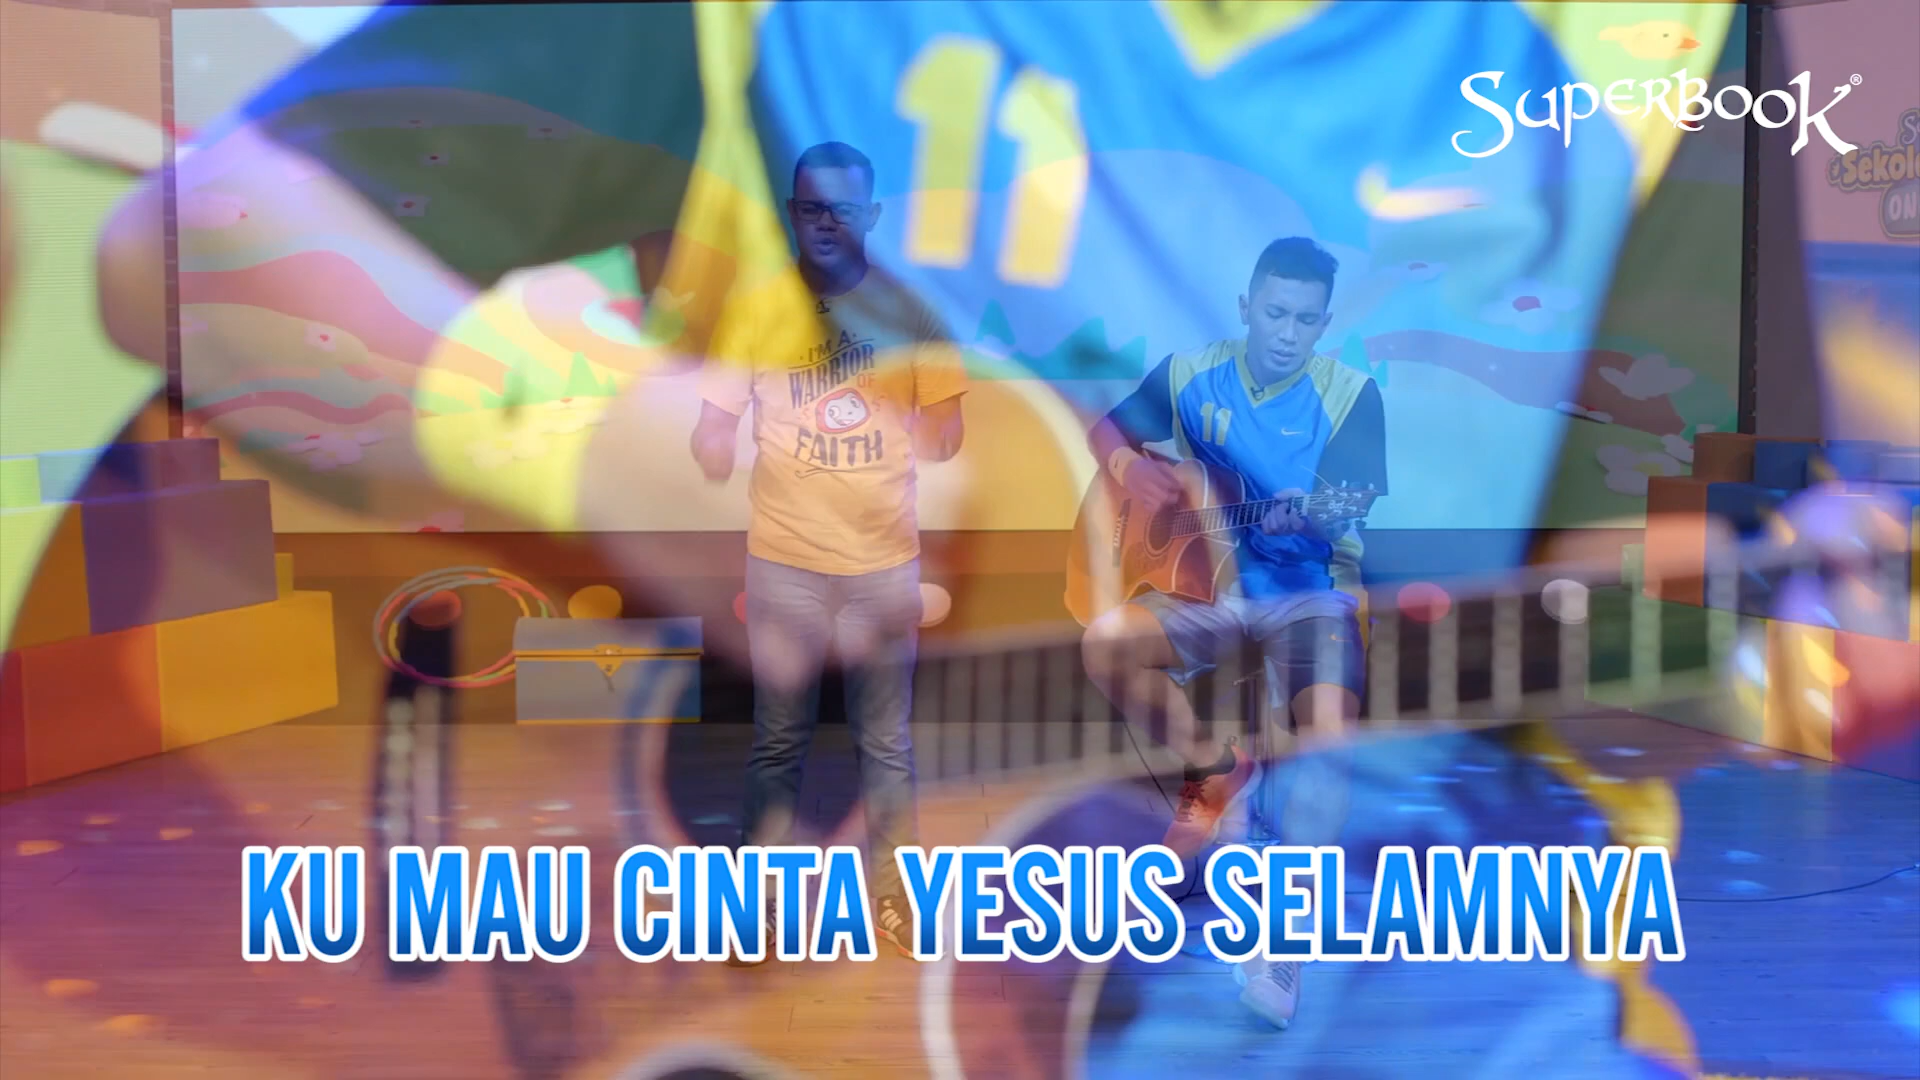 SUPERBOOK®
11
I'M A
WARRIOR
OF
FAITH
11
KU MAU CINTA YESUS SELAMNYA